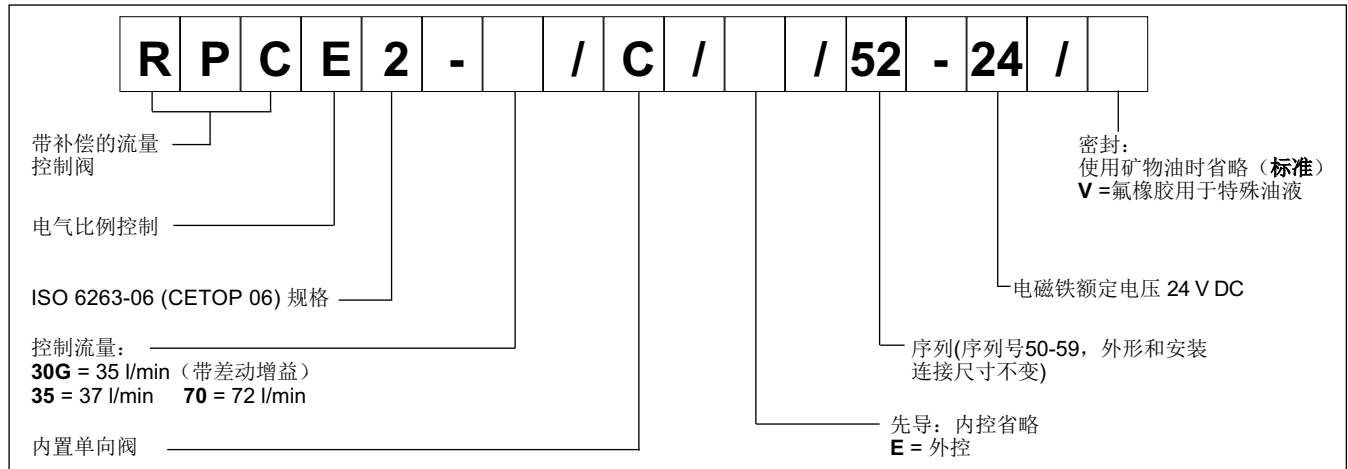 RPCE2-  /C/  /52-24/
带补偿的流量
控制阀
电气比例控制
ISO 6263-06 (CETOP 06) 规格
控制流量：
30G = 35 l/min（带差动增益）
35 = 37 l/min 70 = 72 l/min
内置单向阀
密封：
使用矿物油时省略（标准）
V =氟橡胶用于特殊油液
电磁铁额定电压 24 V DC
序列(序列号50-59，外形和安装
连接尺寸不变)
先导：内控省略
E = 外控